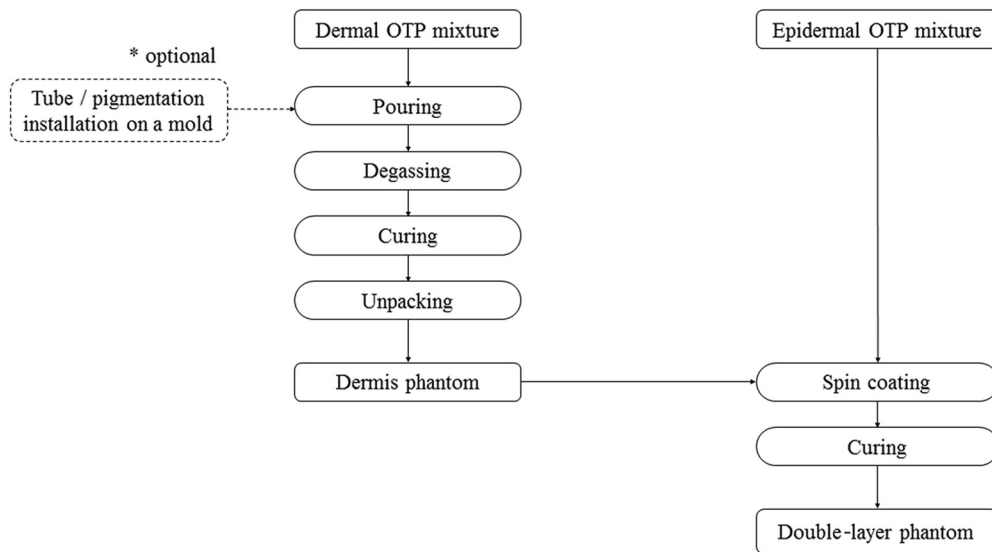 Dermal OTP mixture
Epidermal OTP mixture
* optional
Tube / pigmentation
installation on a mold
Pouring
Degassing
Curing
Unpacking
Dermis phantom
Spin coating
Curing
Double-layer phantom